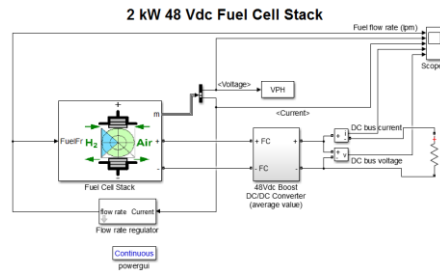 2 kW 48 Vdc Fuel Cell Stack
Fuel flow rate (lpm)
<Voltage>
VPH
Scope
<Current>
m
FuelFr
H₂
Air
+
-
Fuel Cell Stack
+ FC
+
- FC
-
48Vdc Boost
DC/DC Converter
(average value)
DC bus current
DC bus voltage
flow rate Current
Flow rate regulator
Continuous
powergui